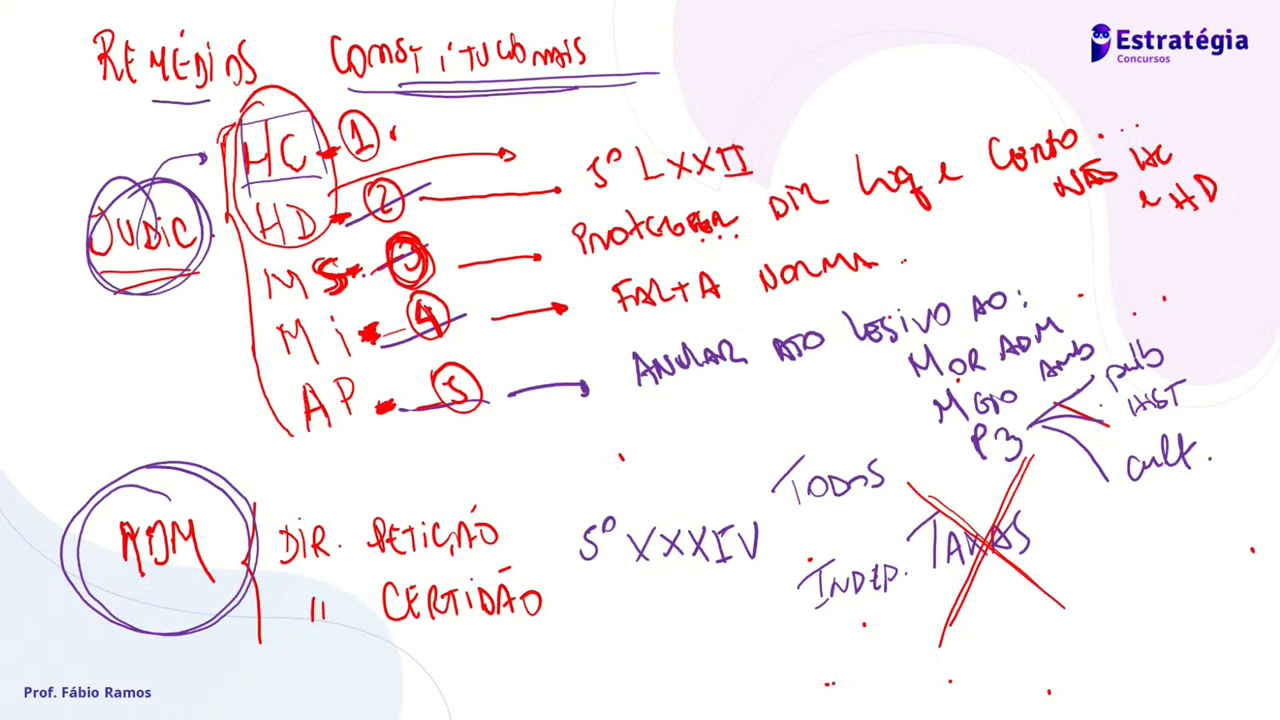 REMÉDIOS CONSTITUCIONAIS
Estratégia
Concursos
JUDIC
HC - 1
HD - 2 → 5º LXXII
MS - 3 → PROTEGER DIR LIQ e CERTO... NÃO HC e HD
Mi - 4 → FALTA NORMA.
AP - 5 → ANULAR ATO LESIVO AO:
MOR ADM
M Amb
P3
pub
HIST
cult.
ADM
DIR. PETIÇÃO
" CERTIDÃO
5º XXXIV
TODOS
INDEP. TAXAS
Prof. Fábio Ramos